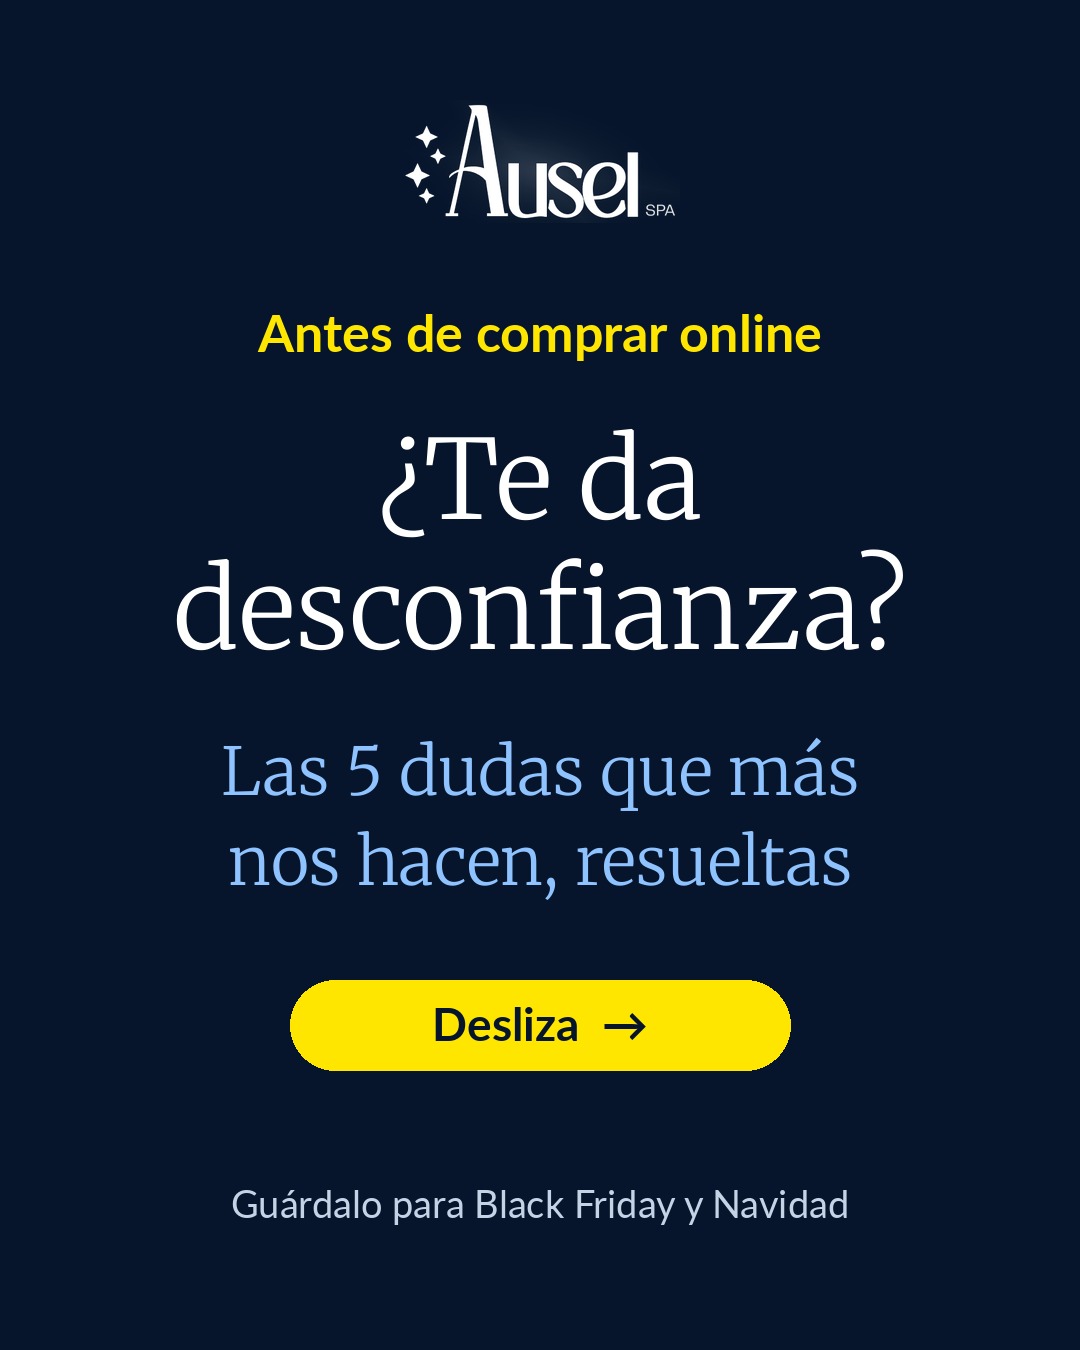 Ausel SPA
Antes de comprar online
¿Te da
desconfianza?
Las 5 dudas que más
nos hacen, resueltas
Desliza →
Guárdalo para Black Friday y Navidad